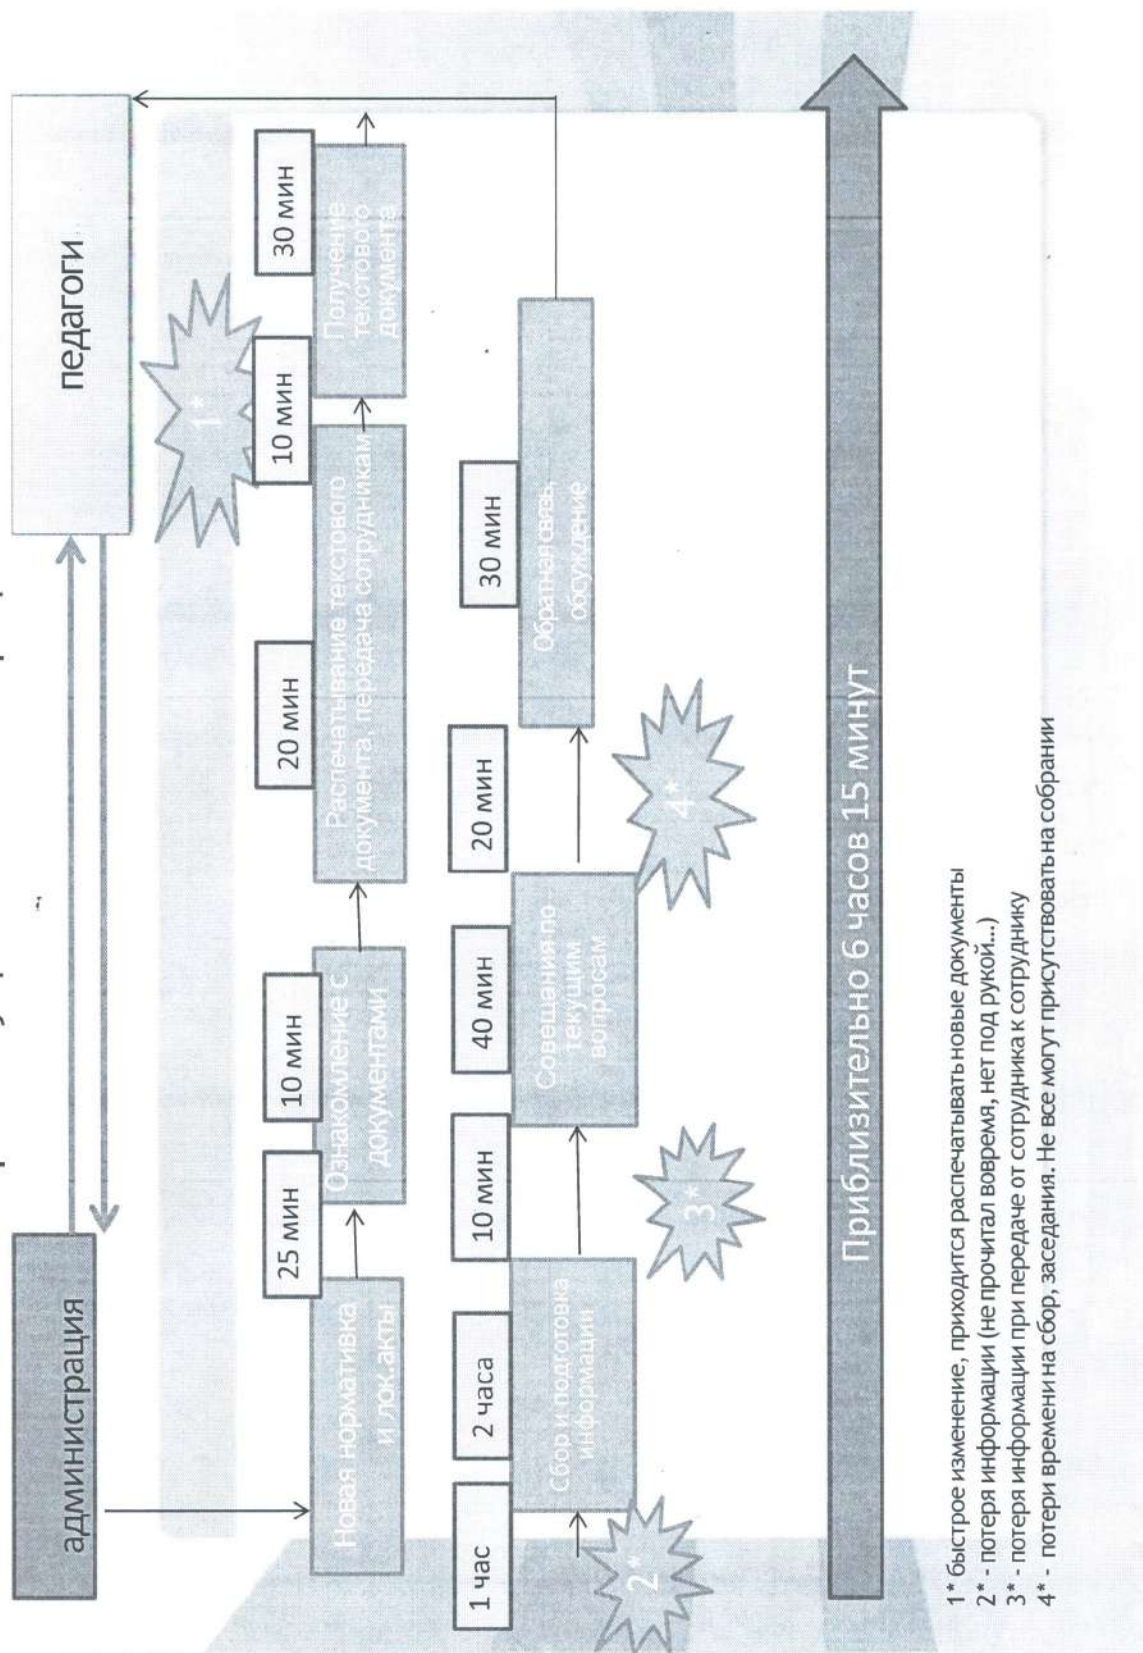 администрация
педагоги
1*
25 мин
10 мин
20 мин
10 мин
30 мин
Новая нормативка
и лок.акты
Ознакомление с
документами
Распечатывание текстового
документа, передача сотрудникам
Получение
текстового
документа
1 час
2 часа
10 мин
40 мин
20 мин
30 мин
Сбор и подготовка
информации
Совещания по
текущим
вопросам
Обратная связь,
обсуждение
2*
3*
4*
Приблизительно 6 часов 15 минут
1* быстрое изменение, приходится распечатывать новые документы
2* - потеря информации (не прочитал вовремя, нет под рукой...)
3* - потеря информации при передаче от сотрудника к сотруднику
4* - потери времени на сбор, заседания. Не все могут присутствовать на собрании